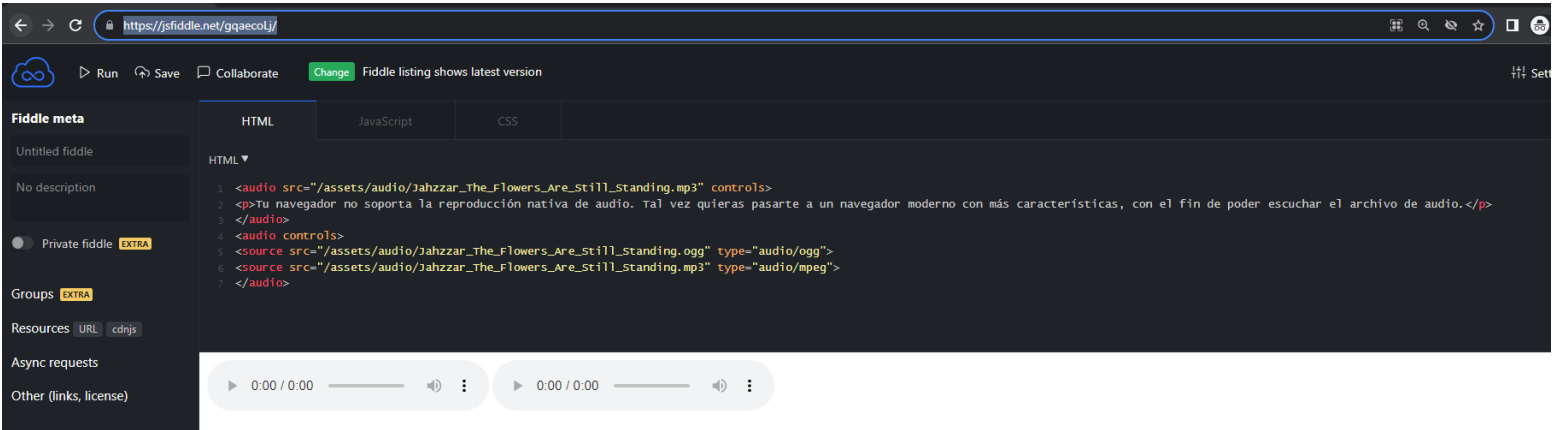 https://jsfiddle.net/gqaecoLj/
Run Save Collaborate Change Fiddle listing shows latest version
Fiddle meta
Untitled fiddle
No description
Private fiddle EXTRA
Groups EXTRA
Resources URL cdnjs
Async requests
Other (links, license)
HTML JavaScript CSS
HTML▼
1 <audio src="/assets/audio/Jahzzar_The_Flowers_Are_Still_Standing.mp3" controls>
2 <p>Tu navegador no soporta la reproducción nativa de audio. Tal vez quieras pasarte a un navegador moderno con más características, con el fin de poder escuchar el archivo de audio.</p>
3 </audio>
4 <audio controls>
5 <source src="/assets/audio/Jahzzar_The_Flowers_Are_Still_Standing.ogg" type="audio/ogg">
6 <source src="/assets/audio/Jahzzar_The_Flowers_Are_Still_Standing.mp3" type="audio/mpeg">
7 </audio>
0:00 / 0:00 0:00 / 0:00